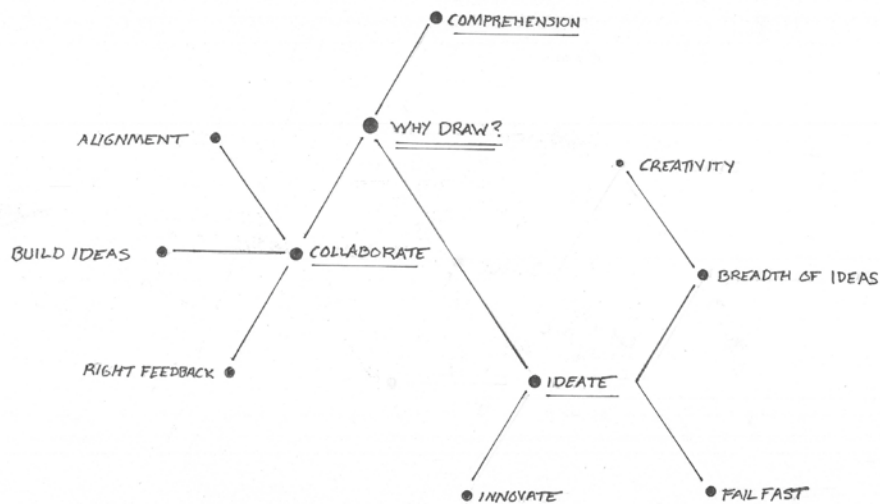 COMPREHENSION
WHY DRAW?
ALIGNMENT
CREATIVITY
BUILD IDEAS
COLLABORATE
BREADTH OF IDEAS
RIGHT FEEDBACK
IDEATE
INNOVATE
FAIL FAST